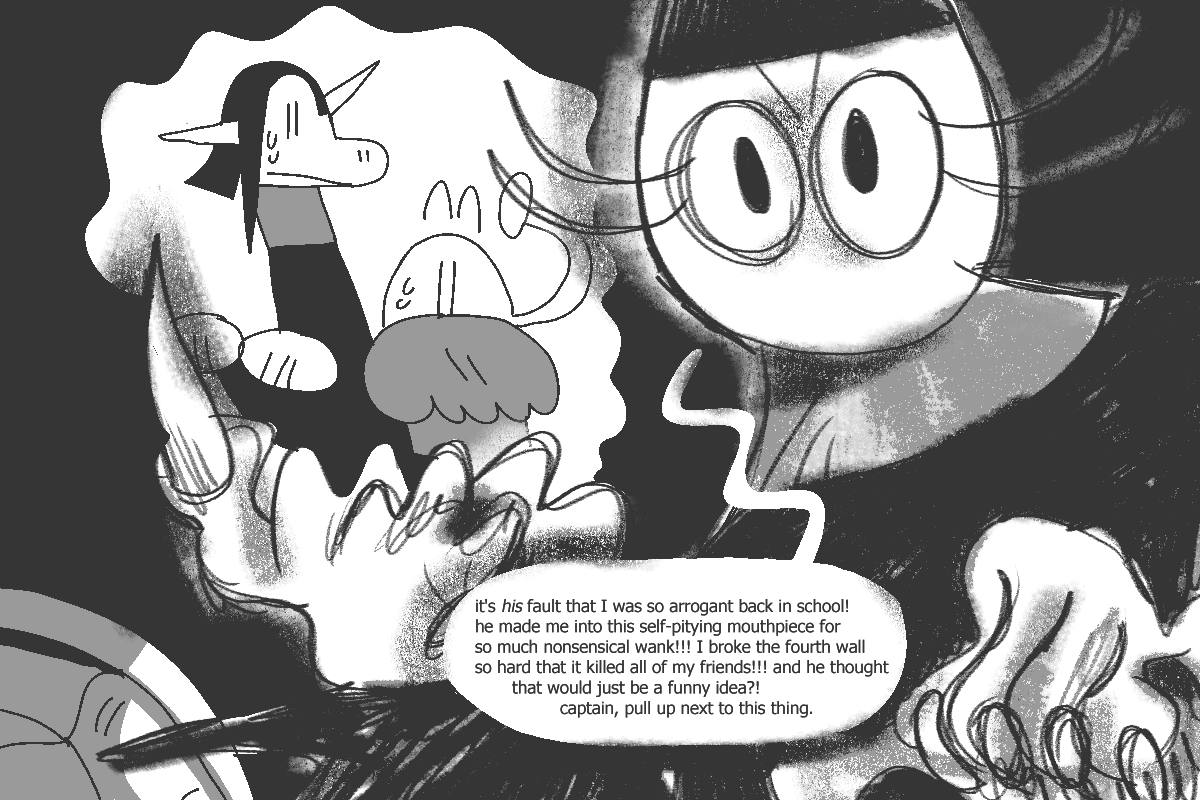 it's his fault that I was so arrogant back in school!
he made me into this self-pitying mouthpiece for
so much nonsensical wank!!! I broke the fourth wall
so hard that it killed all of my friends!!! and he thought
that would just be a funny idea?!
captain, pull up next to this thing.